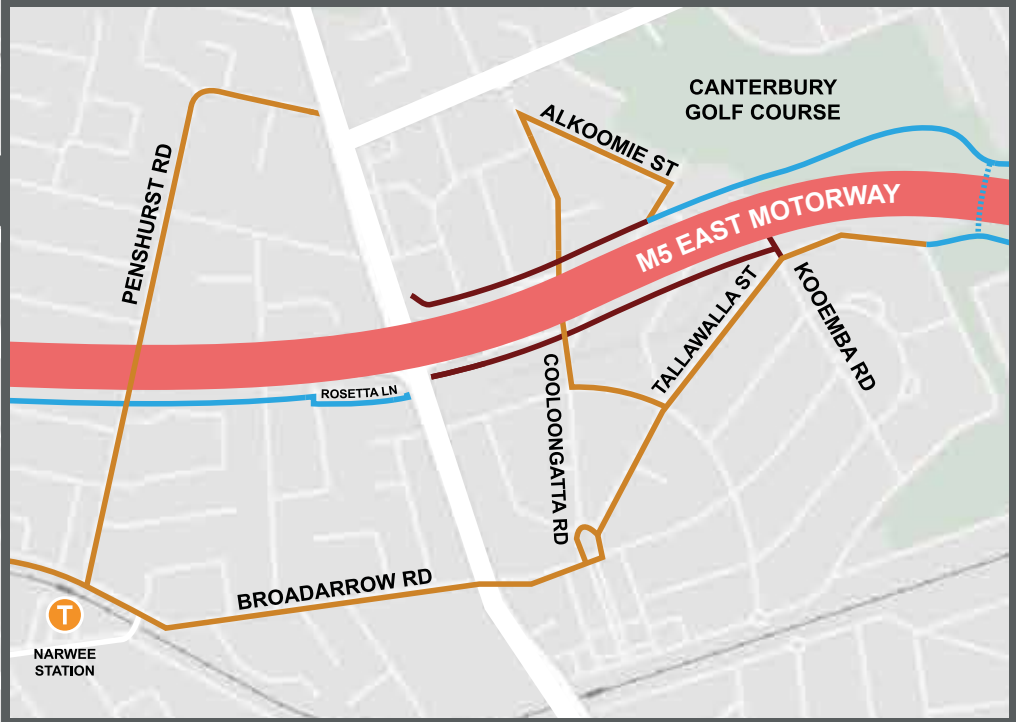 CANTERBURY
GOLF COURSE
ALKOOMIE ST
PENSHURST RD
M5 EAST MOTORWAY
KOOEMBA RD
TALLAWALLA ST
COOLOONGATTA RD
ROSETTA LN
BROADARROW RD
T
NARWEE
STATION